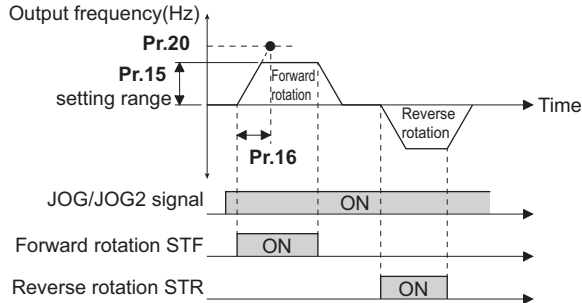 Output frequency(Hz)
Pr.20
Pr.15
setting range
Forward
rotation
Reverse
rotation
Time
Pr.16
JOG/JOG2 signal
ON
Forward rotation STF
ON
Reverse rotation STR
ON